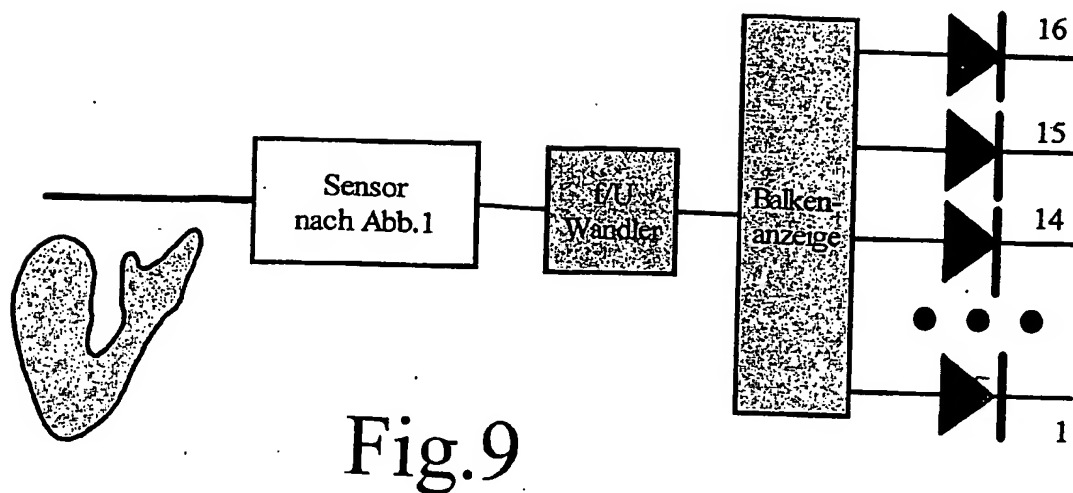 Sensor
nach Abb.1
f/U
Wandler
Balken-
anzeige
16
15
14
1
Fig.9